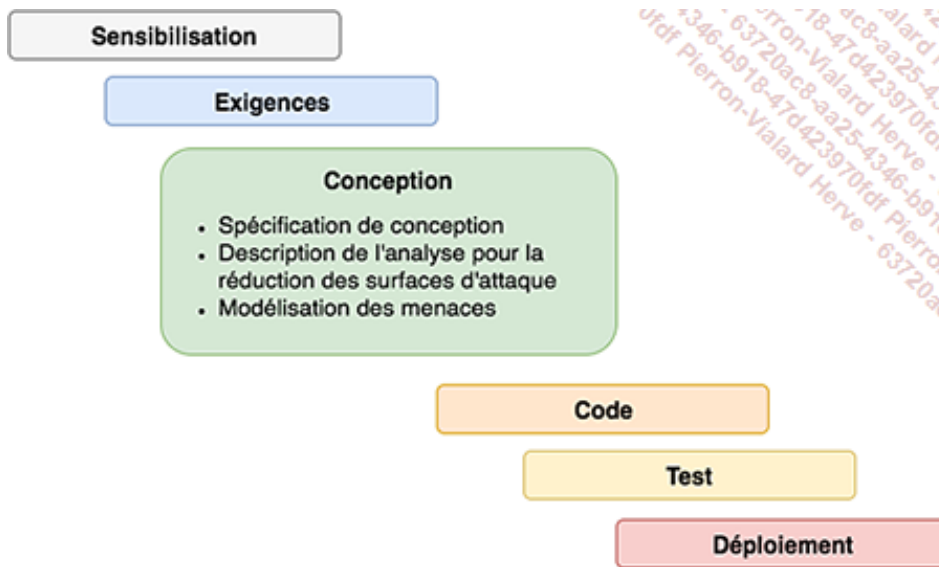 Sensibilisation
Exigences
Conception
• Spécification de conception
• Description de l'analyse pour la
réduction des surfaces d'attaque
• Modélisation des menaces
Code
Test
Déploiement